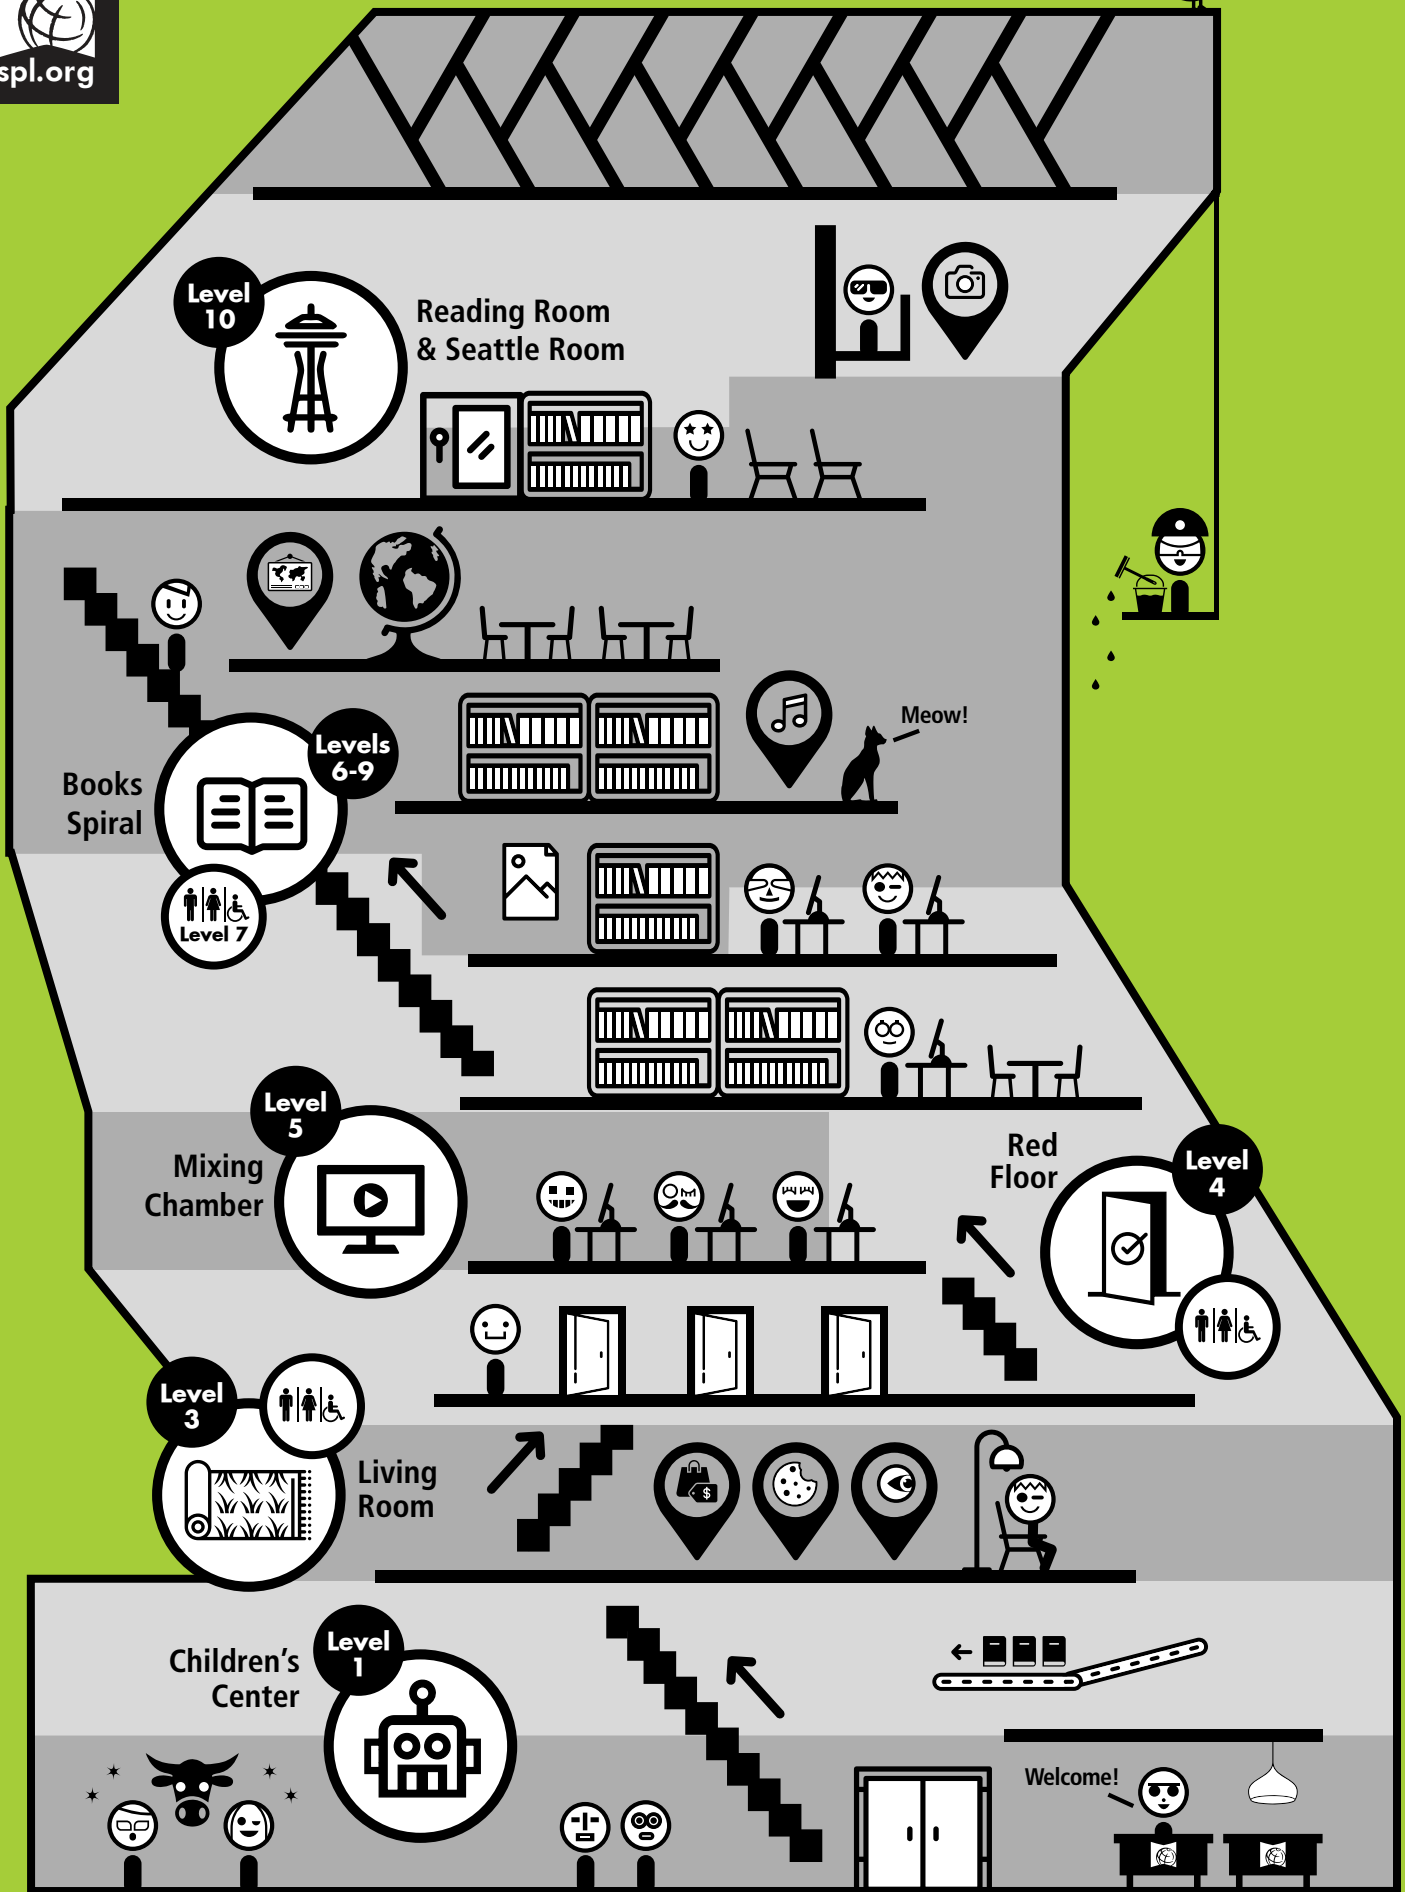 spl.org
Level
10
Reading Room
& Seattle Room
Meow!
Levels
6-9
Books
Spiral
Level 7
Level
5
Mixing
Chamber
Red
Floor
Level
4
Level
3
Living
Room
$
Children's
Center
Level
1
Welcome!